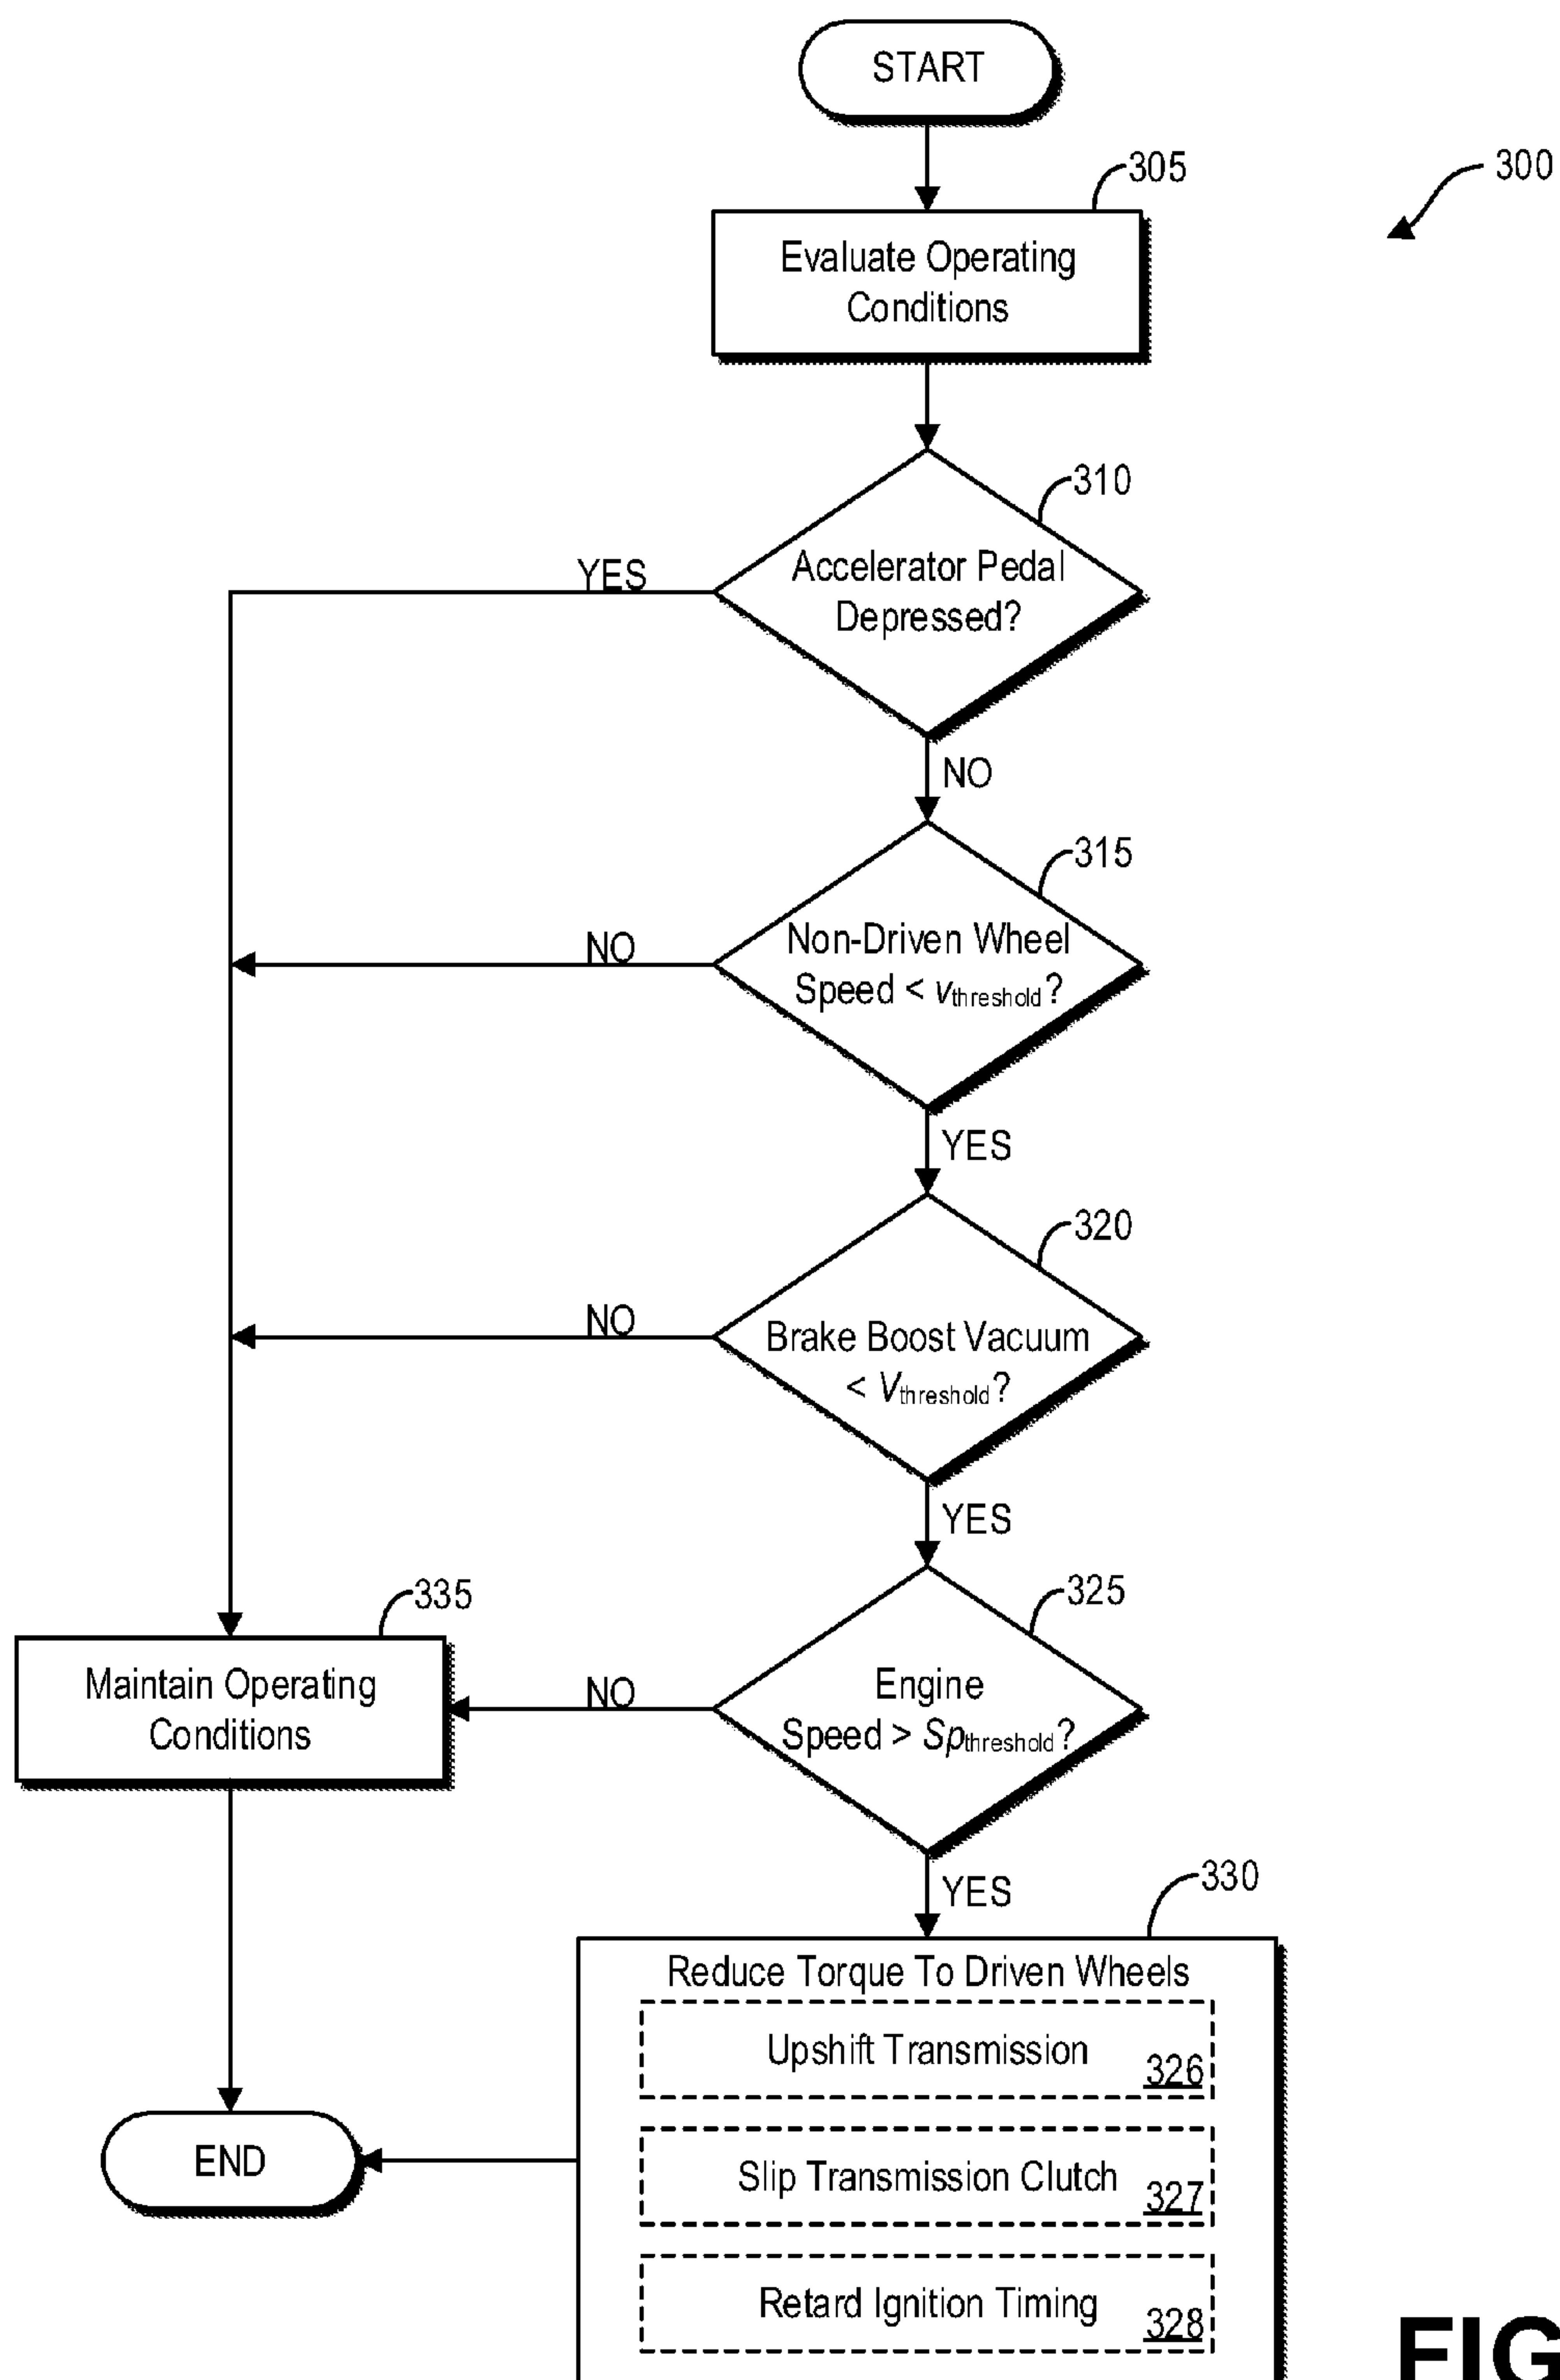 START
305
300
Evaluate Operating
Conditions
310
Accelerator Pedal
Depressed?
YES
NO
315
Non-Driven Wheel
Speed < vthreshold?
NO
YES
320
Brake Boost Vacuum
< Vthreshold?
NO
YES
325
Engine
Speed > Spthreshold?
NO
335
Maintain Operating
Conditions
YES
330
Reduce Torque To Driven Wheels
Upshift Transmission 326
Slip Transmission Clutch 327
Retard Ignition Timing 328
END
FIG